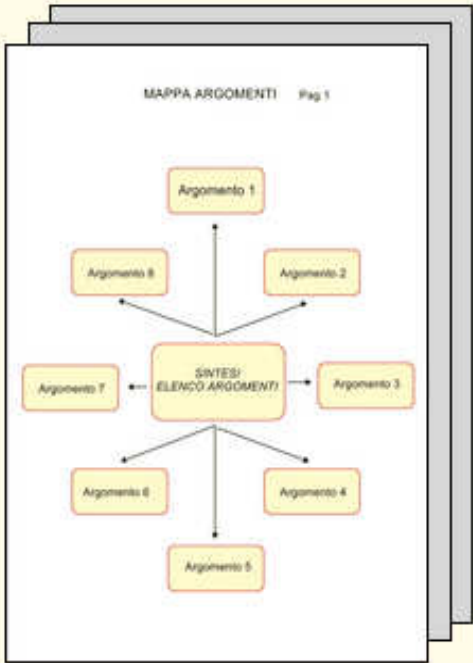 MAPPA ARGOMENTI Pag 1
Argomento 1
Argomento 8
Argomento 2
SINTESI
ELENCO ARGOMENTI
Argomento 7
Argomento 3
Argomento 6
Argomento 4
Argomento 5